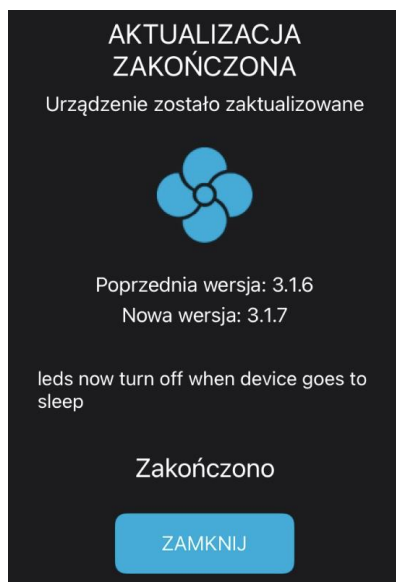 AKTUALIZACJA
ZAKOŃCZONA
Urządzenie zostało zaktualizowane
Poprzednia wersja: 3.1.6
Nowa wersja: 3.1.7
leds now turn off when device goes to
sleep
Zakończono
ZAMKNIJ